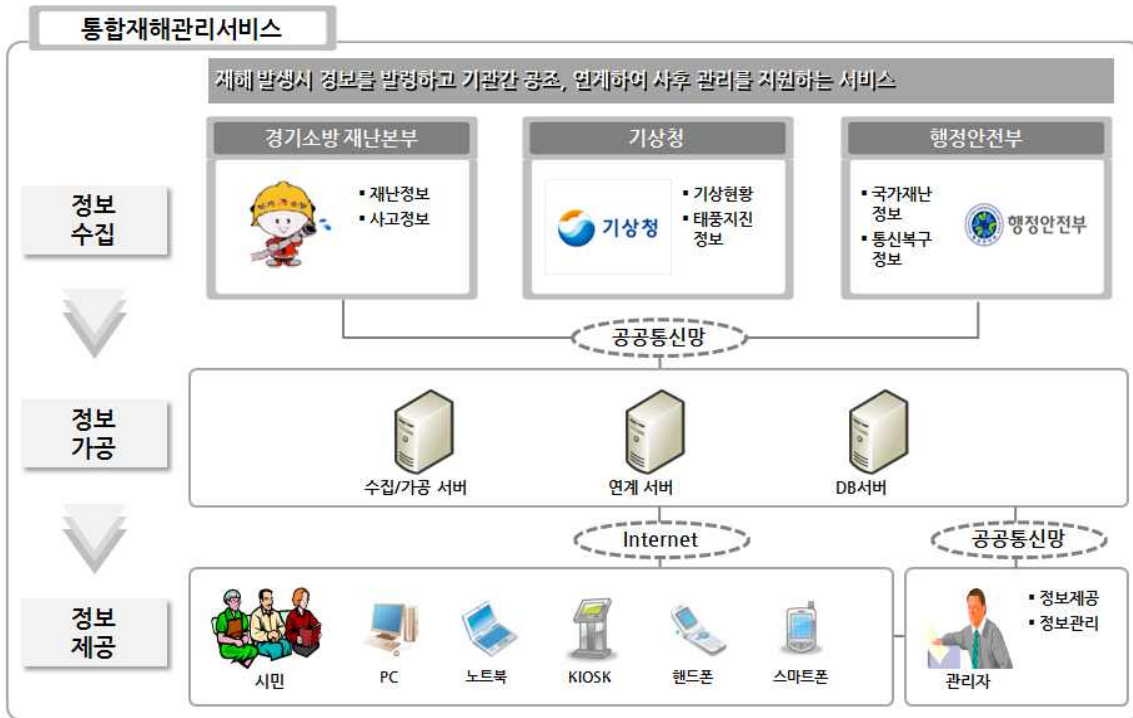 통합재해관리서비스
재해 발생시 경보를 발령하고 기관간 공조, 연계하여 사후 관리를 지원하는 서비스
경기소방 재난본부
기상청
행정안전부
정보
수집
▪ 재난정보
▪ 사고정보
기상청
▪ 기상현황
▪ 태풍지진
정보
▪ 국가재난
정보
▪ 통신복구
정보
행정안전부
공공통신망
정보
가공
수집/가공 서버
연계 서버
DB서버
Internet
공공통신망
정보
제공
시민
PC
노트북
KIOSK
핸드폰
스마트폰
▪ 정보제공
▪ 정보관리
관리자